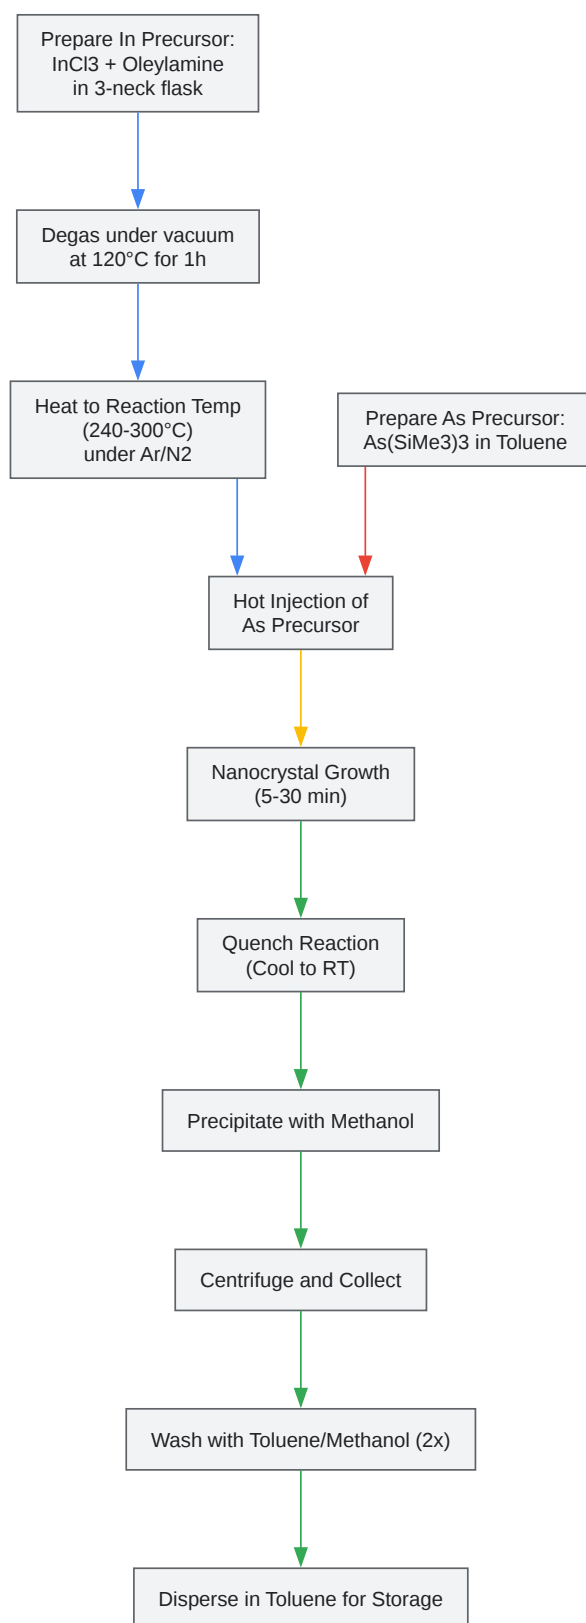 Prepare In Precursor:
InCl3 + Oleylamine
in 3-neck flask
Degas under vacuum
at 120°C for 1h
Heat to Reaction Temp
(240-300°C)
under Ar/N2
Prepare As Precursor:
As(SiMe3)3 in Toluene
Hot Injection of
As Precursor
Nanocrystal Growth
(5-30 min)
Quench Reaction
(Cool to RT)
Precipitate with Methanol
Centrifuge and Collect
Wash with Toluene/Methanol (2x)
Disperse in Toluene for Storage